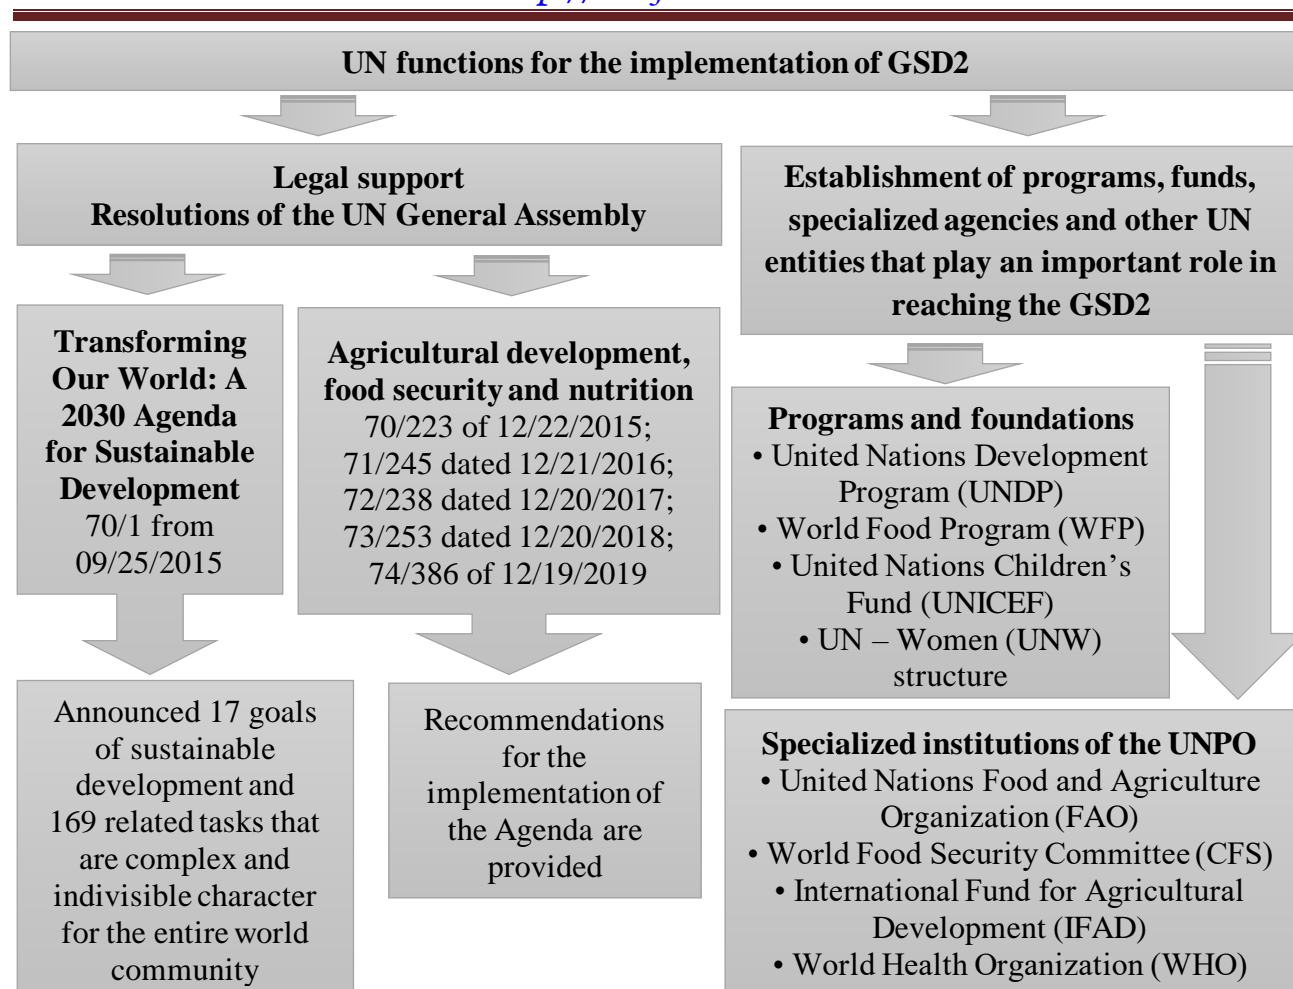 UN functions for the implementation of GSD2
Legal support
Resolutions of the UN General Assembly
Establishment of programs, funds,
specialized agencies and other UN
entities that play an important role in
reaching the GSD2
Transforming
Our World: A
2030 Agenda
for Sustainable
Development
70/1 from
09/25/2015
Agricultural development,
food security and nutrition
70/223 of 12/22/2015;
71/245 dated 12/21/2016;
72/238 dated 12/20/2017;
73/253 dated 12/20/2018;
74/386 of 12/19/2019
Programs and foundations
• United Nations Development
Program (UNDP)
• World Food Program (WFP)
• United Nations Children’s
Fund (UNICEF)
• UN – Women (UNW)
structure
Announced 17 goals
of sustainable
development and
169 related tasks that
are complex and
indivisible character
for the entire world
community
Recommendations
for the
implementation of
the Agenda are
provided
Specialized institutions of the UNPO
• United Nations Food and Agriculture
Organization (FAO)
• World Food Security Committee (CFS)
• International Fund for Agricultural
Development (IFAD)
• World Health Organization (WHO)